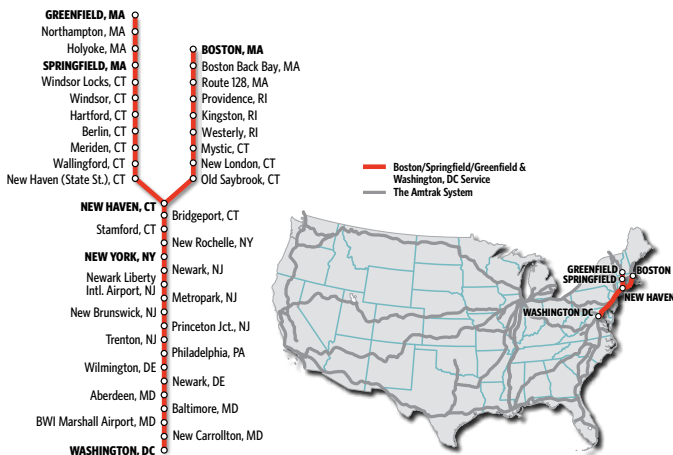 GREENFIELD, MA
Northampton, MA
Holyoke, MA
SPRINGFIELD, MA
Windsor Locks, CT
Windsor, CT
Hartford, CT
Berlin, CT
Meriden, CT
Wallingford, CT
New Haven (State St.), CT
BOSTON, MA
Boston Back Bay, MA
Route 128, MA
Providence, RI
Kingston, RI
Westerly, RI
Mystic, CT
New London, CT
Old Saybrook, CT
NEW HAVEN, CT
Bridgeport, CT
Stamford, CT
New Rochelle, NY
NEW YORK, NY
Newark, NJ
Newark Liberty
Intl. Airport, NJ
Metropark, NJ
New Brunswick, NJ
Princeton Jct., NJ
Trenton, NJ
Philadelphia, PA
Wilmington, DE
Newark, DE
Aberdeen, MD
Baltimore, MD
BWI Marshall Airport, MD
New Carrollton, MD
WASHINGTON, DC
Boston/Springfield/Greenfield &
Washington, DC Service
The Amtrak System
GREENFIELD
SPRINGFIELD
BOSTON
NEW HAVEN
WASHINGTON DC